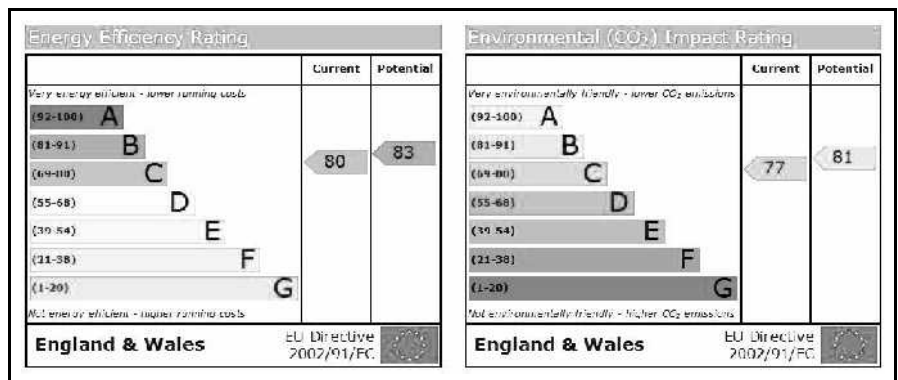 Energy Efficiency Rating
Current Potential
Very energy efficient - lower running costs
(92-100) A
(81-91) B
(69-80) C
(55-68) D
(39-54) E
(21-38) F
(1-20) G
80
83
Not energy efficient - higher running costs
England & Wales
EU Directive
2002/91/EC
Environmental (CO₂) Impact Rating
Current Potential
Very environmentally friendly - lower CO₂ emissions
(92-100) A
(81-91) B
(69-80) C
(55-68) D
(39-54) E
(21-38) F
(1-20) G
77
81
Not environmentally friendly - higher CO₂ emissions
England & Wales
EU Directive
2002/91/EC